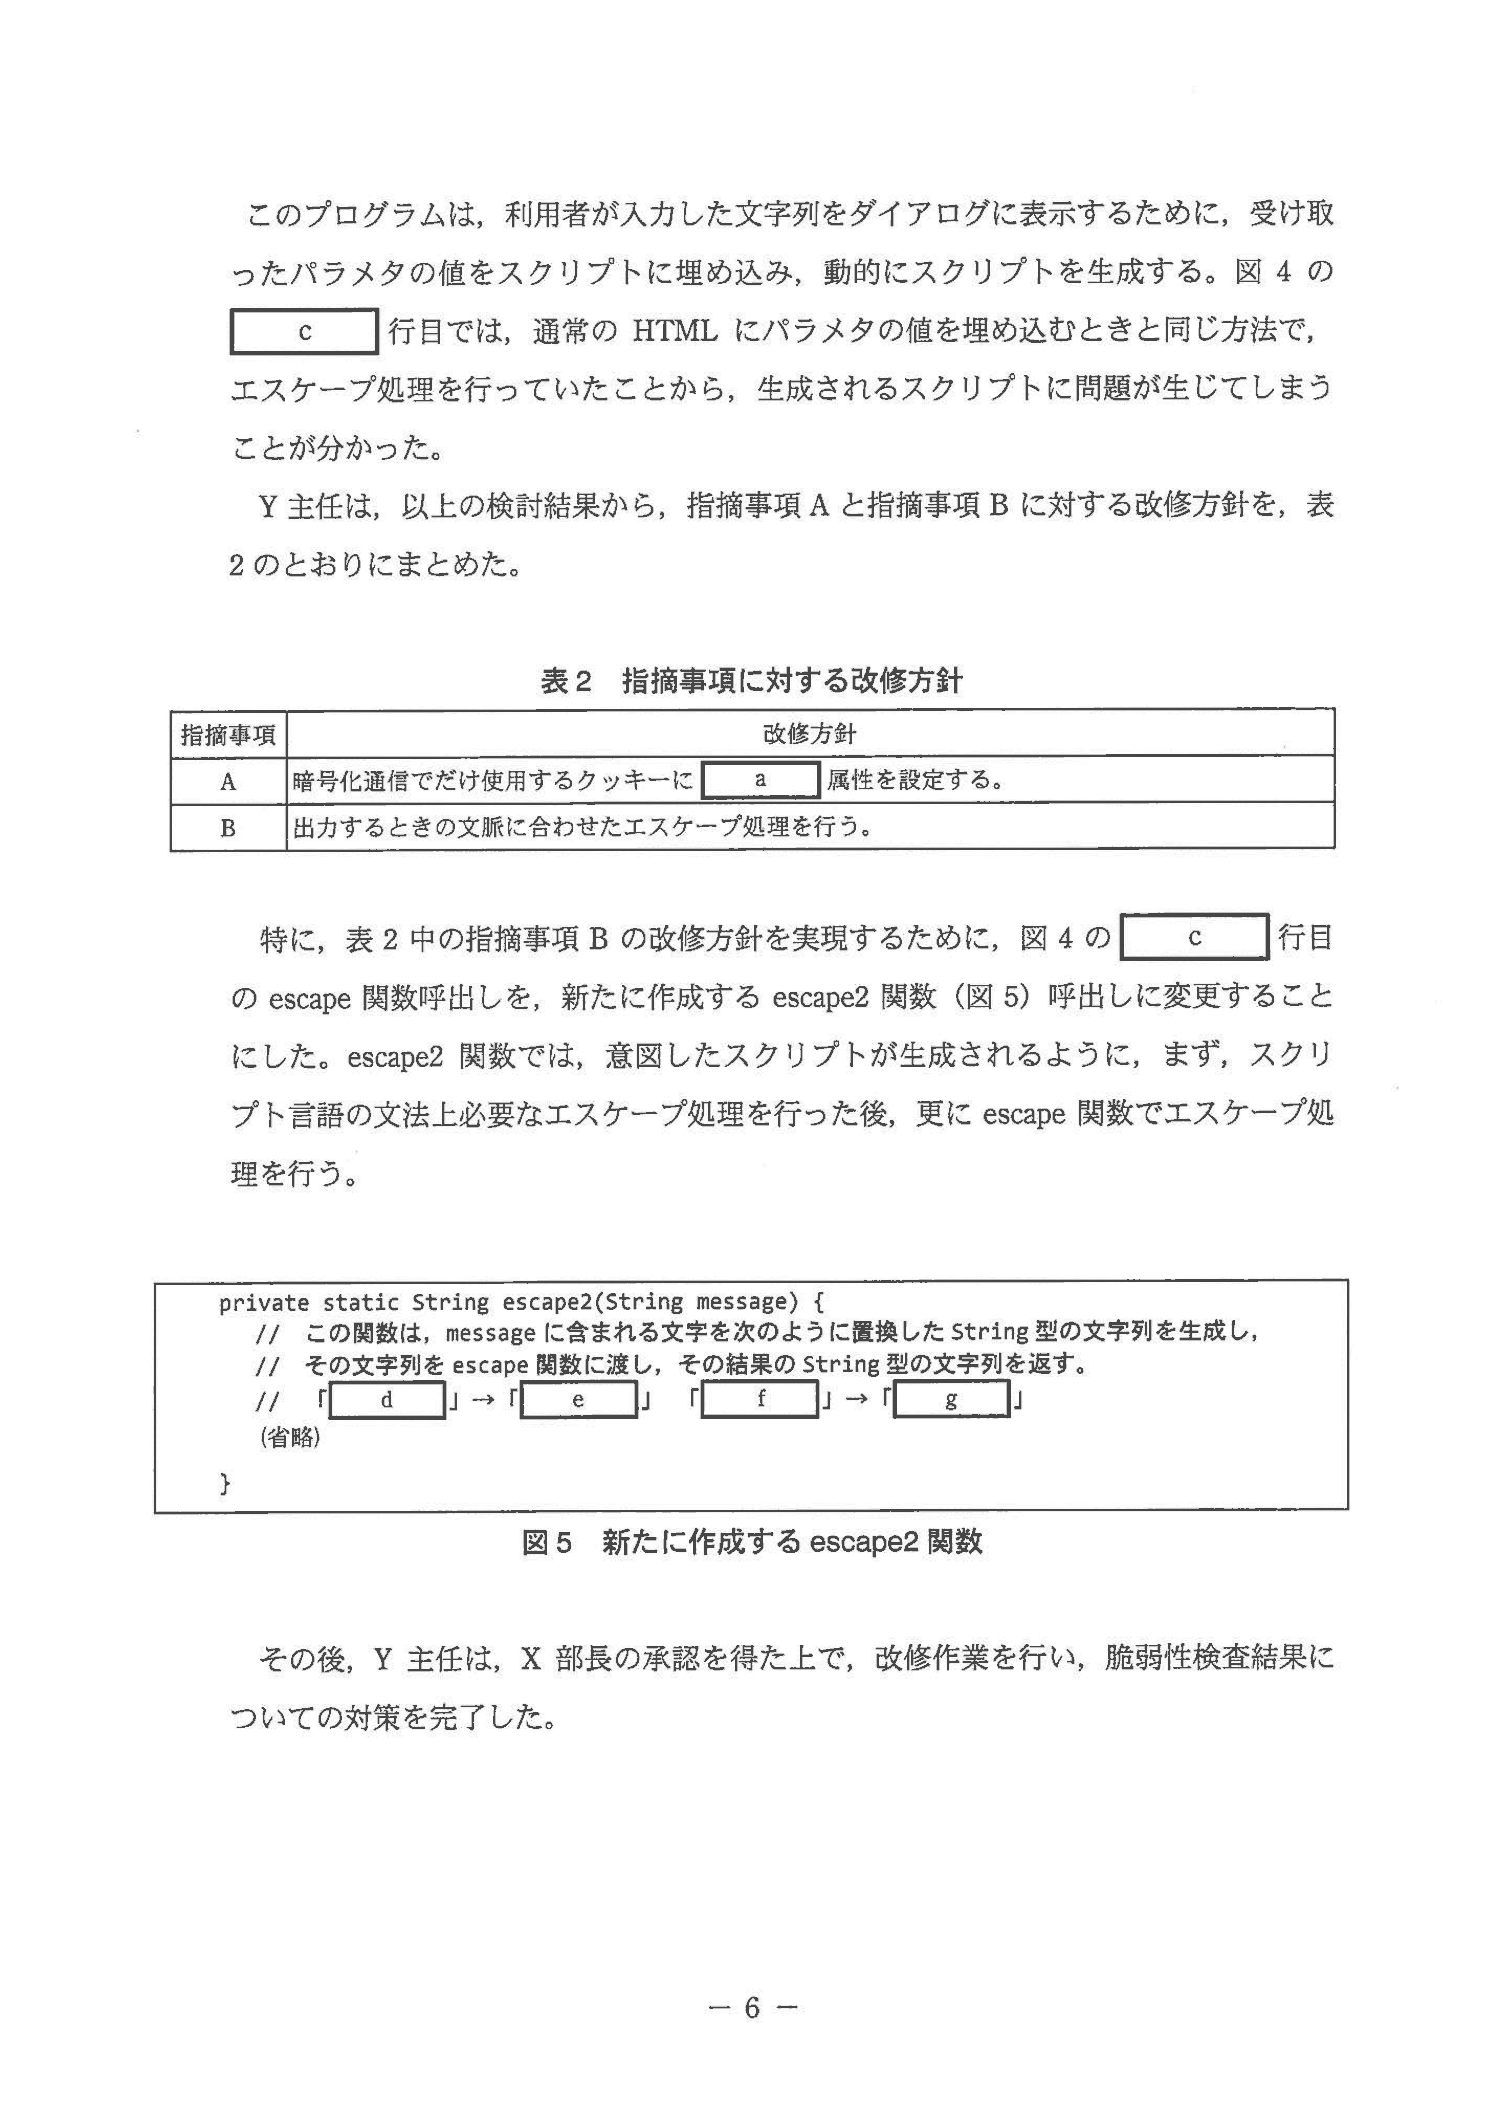 このプログラムは，利用者が入力した文字列をダイアログに表示するために，受け取
ったパラメタの値をスクリプトに埋め込み，動的にスクリプトを生成する。図 4 の
c 行目では，通常の HTML にパラメタの値を埋め込むときと同じ方法で，
エスケープ処理を行っていたことから，生成されるスクリプトに問題が生じてしまう
ことが分かった。
Y 主任は，以上の検討結果から，指摘事項 A と指摘事項 B に対する改修方針を，表
2 のとおりにまとめた。
表2　指摘事項に対する改修方針
指摘事項 改修方針
A 暗号化通信でだけ使用するクッキーに a 属性を設定する。
B 出力するときの文脈に合わせたエスケープ処理を行う。
特に，表 2 中の指摘事項 B の改修方針を実現するために，図 4 の c 行目
の escape 関数呼出しを，新たに作成する escape2 関数（図 5）呼出しに変更すること
にした。escape2 関数では，意図したスクリプトが生成されるように，まず，スクリ
プト言語の文法上必要なエスケープ処理を行った後，更に escape 関数でエスケープ処
理を行う。
private static String escape2(String message) {
//　この関数は，message に含まれる文字を次のように置換した String 型の文字列を生成し，
//　その文字列を escape 関数に渡し，その結果の String 型の文字列を返す。
//　「 d 」→「 e 」　「 f 」→「 g 」
(省略)
}
図5　新たに作成する escape2 関数
その後，Y 主任は，X 部長の承認を得た上で，改修作業を行い，脆弱性検査結果に
ついての対策を完了した。
－ 6 －